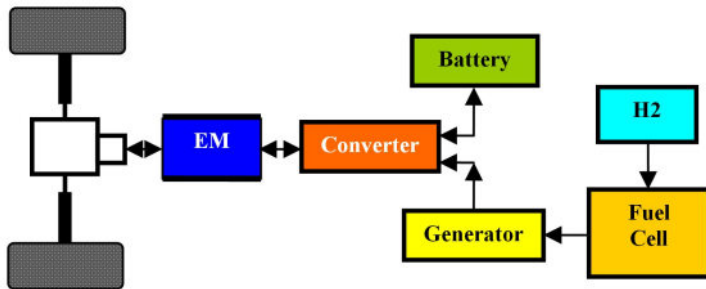 Battery
H2
EM
Converter
Generator
Fuel
Cell